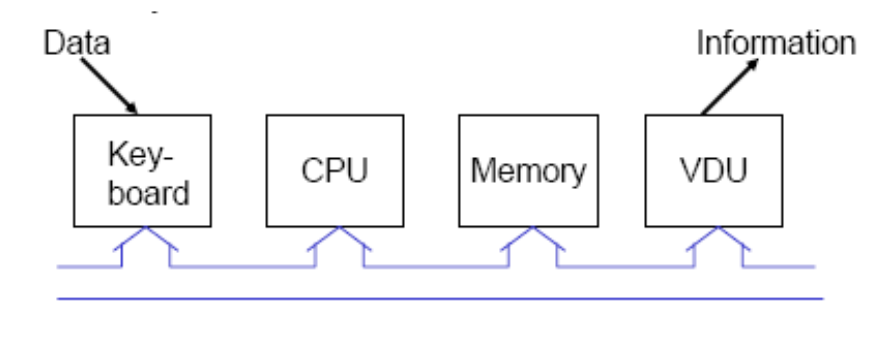 Data
Information
Key-
board
CPU
Memory
VDU